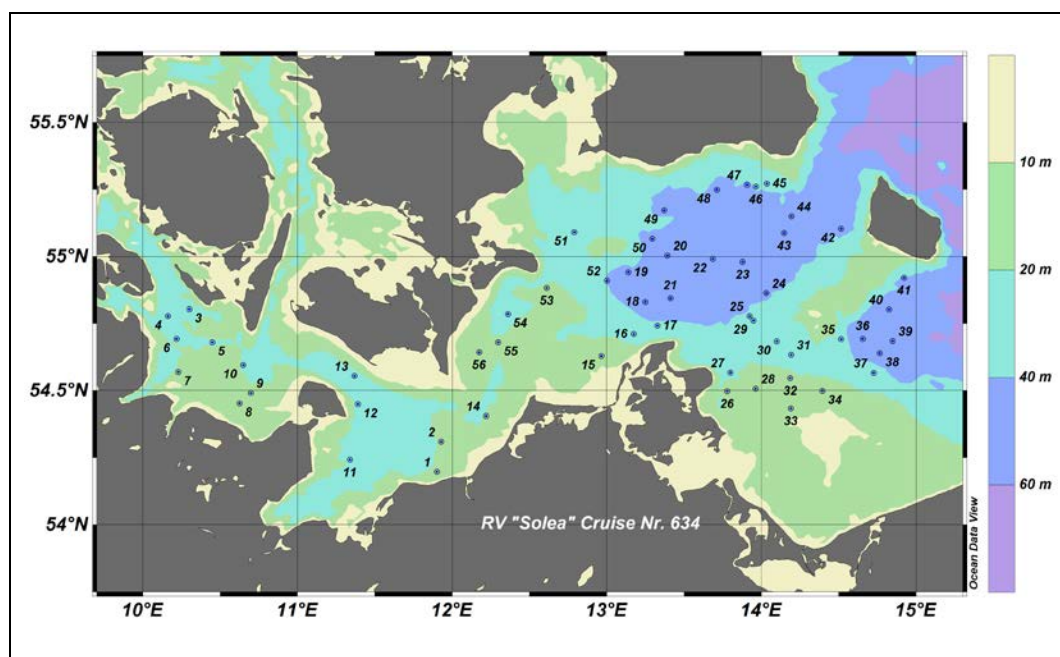 55.5°N
55°N
54.5°N
54°N
10°E 11°E 12°E 13°E 14°E 15°E
10 m
20 m
40 m
60 m
Ocean Data View
RV "Solea" Cruise Nr. 634
47 45
48 46
49 44
51 50 20 43 42
52 19 22 23
53 18 21 24 40 41
4 3 54 25 29
6 5 16 17 35 36 39
55 30 31
7 10 9 13 56 15 27 37 38
8 12 14 26 28 32 34
33
2
11 1